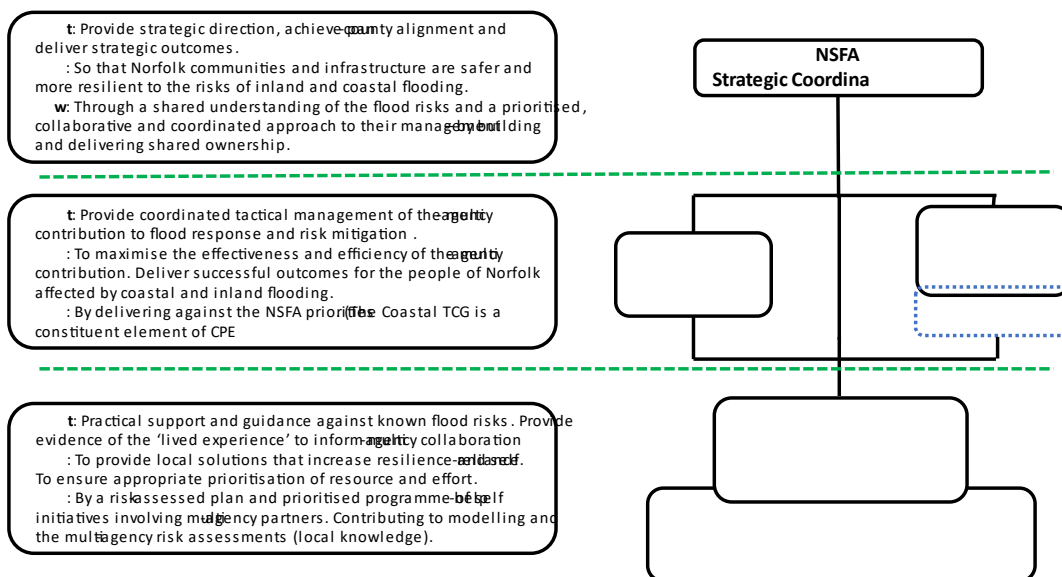 t: Provide strategic direction, achieve county alignment and
deliver strategic outcomes.
: So that Norfolk communities and infrastructure are safer and
more resilient to the risks of inland and coastal flooding.
w: Through a shared understanding of the flood risks and a prioritised,
collaborative and coordinated approach to their management building
and delivering shared ownership.
NSFA
Strategic Coordina
t: Provide coordinated tactical management of the
contribution to flood response and risk mitigation .
: To maximise the effectiveness and efficiency of the
contribution. Deliver successful outcomes for the people of Norfolk
affected by coastal and inland flooding.
: By delivering against the NSFA priorities (The Coastal TCG is a
constituent element of CPE
t: Practical support and guidance against known flood risks. Provide
evidence of the ‘lived experience’ to inform collaboration
: To provide local solutions that increase resilience
To ensure appropriate prioritisation of resource and effort.
: By a risk-assessed plan and prioritised programme
initiatives involving multi-agency partners. Contributing to modelling and
the multi-agency risk assessments (local knowledge).